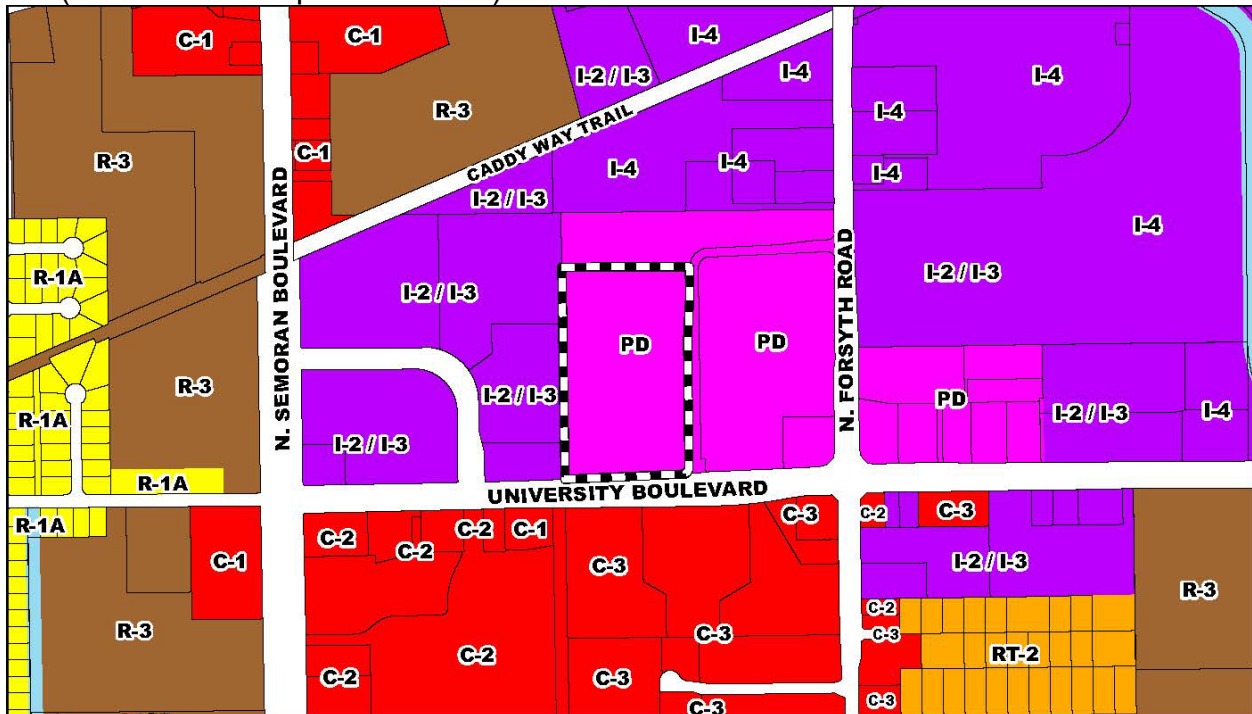 C-1
C-1
I-4
I-2 / I-3
I-4
I-4
R-3
I-4
R-3
C-1
CADDY WAY TRAIL
I-4
I-4
I-4
I-2 / I-3
N. SEMORAN BOULEVARD
N. FORSYTH ROAD
I-4
R-1A
I-2 / I-3
I-2 / I-3
PD
PD
R-3
I-2 / I-3
PD
R-1A
I-2 / I-3
I-2 / I-3
I-4
R-1A
UNIVERSITY BOULEVARD
R-1A
C-2
C-2
C-2
C-1
C-3
C-2
C-3
C-1
C-3
I-2 / I-3
R-3
R-3
C-2
C-3
C-3
C-2
RT-2
C-2
C-3
C-3
C-3